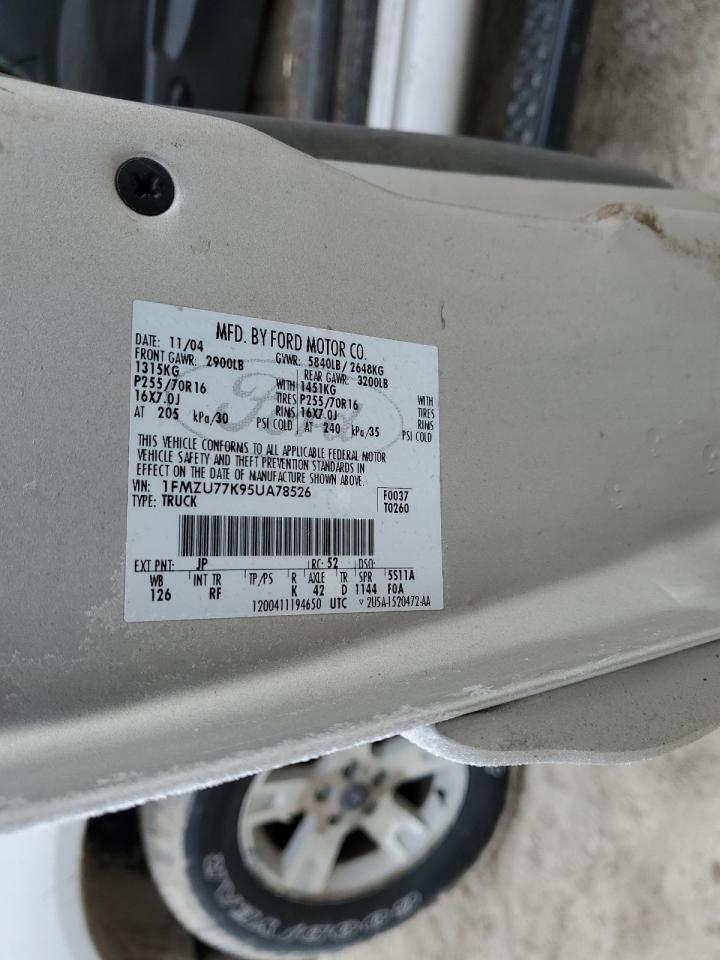 MFD. BY FORD MOTOR CO.
DATE: 11/04 GVWR: 5840LB/2648KG
FRONT GAWR: 2900LB REAR GAWR: 3200LB
1315KG WITH 1451KG WITH
P255/70R16 TIRES P255/70R16 TIRES
16X7.0J RIMS 16X7.0J RIMS
AT 205 kPa/30 PSI COLD AT 240 kPa/35 PSI COLD
Ford
THIS VEHICLE CONFORMS TO ALL APPLICABLE FEDERAL MOTOR
VEHICLE SAFETY AND THEFT PREVENTION STANDARDS IN
EFFECT ON THE DATE OF MANUFACTURE SHOWN ABOVE.
VIN: 1FMZU77K95UA78526 F0037
TYPE: TRUCK T0260
EXT PNT: JP RC: 52 DSO:
WB INT TR TP/PS R AXLE TR SPR 5S11A
126 RF K 42 D 1144 F0A
1200411194650 UTC ▽ 2U5A-1520472-AA
GOODYEAR